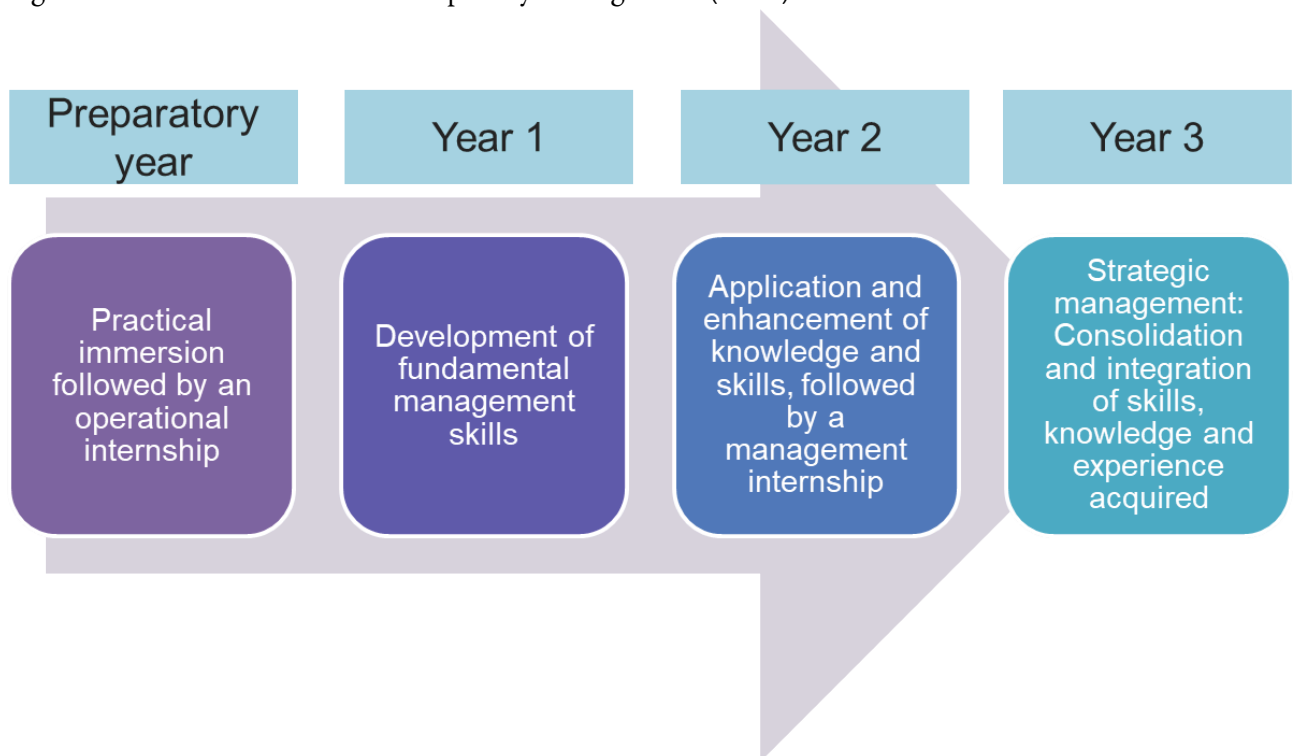 Preparatory
year
Year 1
Year 2
Year 3
Practical
immersion
followed by an
operational
internship
Development of
fundamental
management
skills
Application and
enhancement of
knowledge and
skills, followed
by a
management
internship
Strategic
management:
Consolidation
and integration
of skills,
knowledge and
experience
acquired